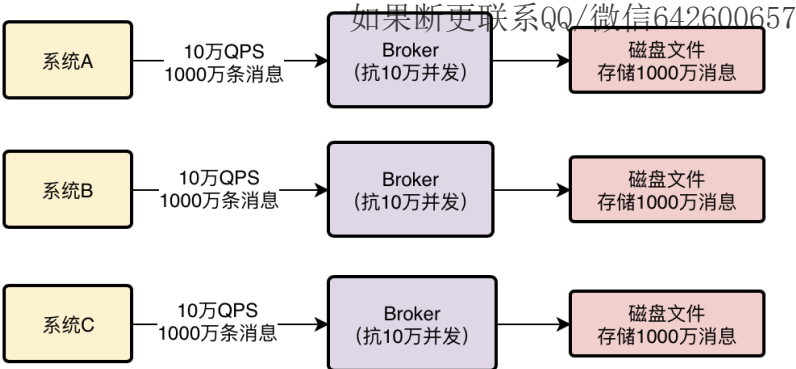 如果断更联系QQ/微信642600657
系统A
10万QPS
1000万条消息
Broker
(抗10万并发)
磁盘文件
存储1000万消息
系统B
10万QPS
1000万条消息
Broker
(抗10万并发)
磁盘文件
存储1000万消息
系统C
10万QPS
1000万条消息
Broker
(抗10万并发)
磁盘文件
存储1000万消息